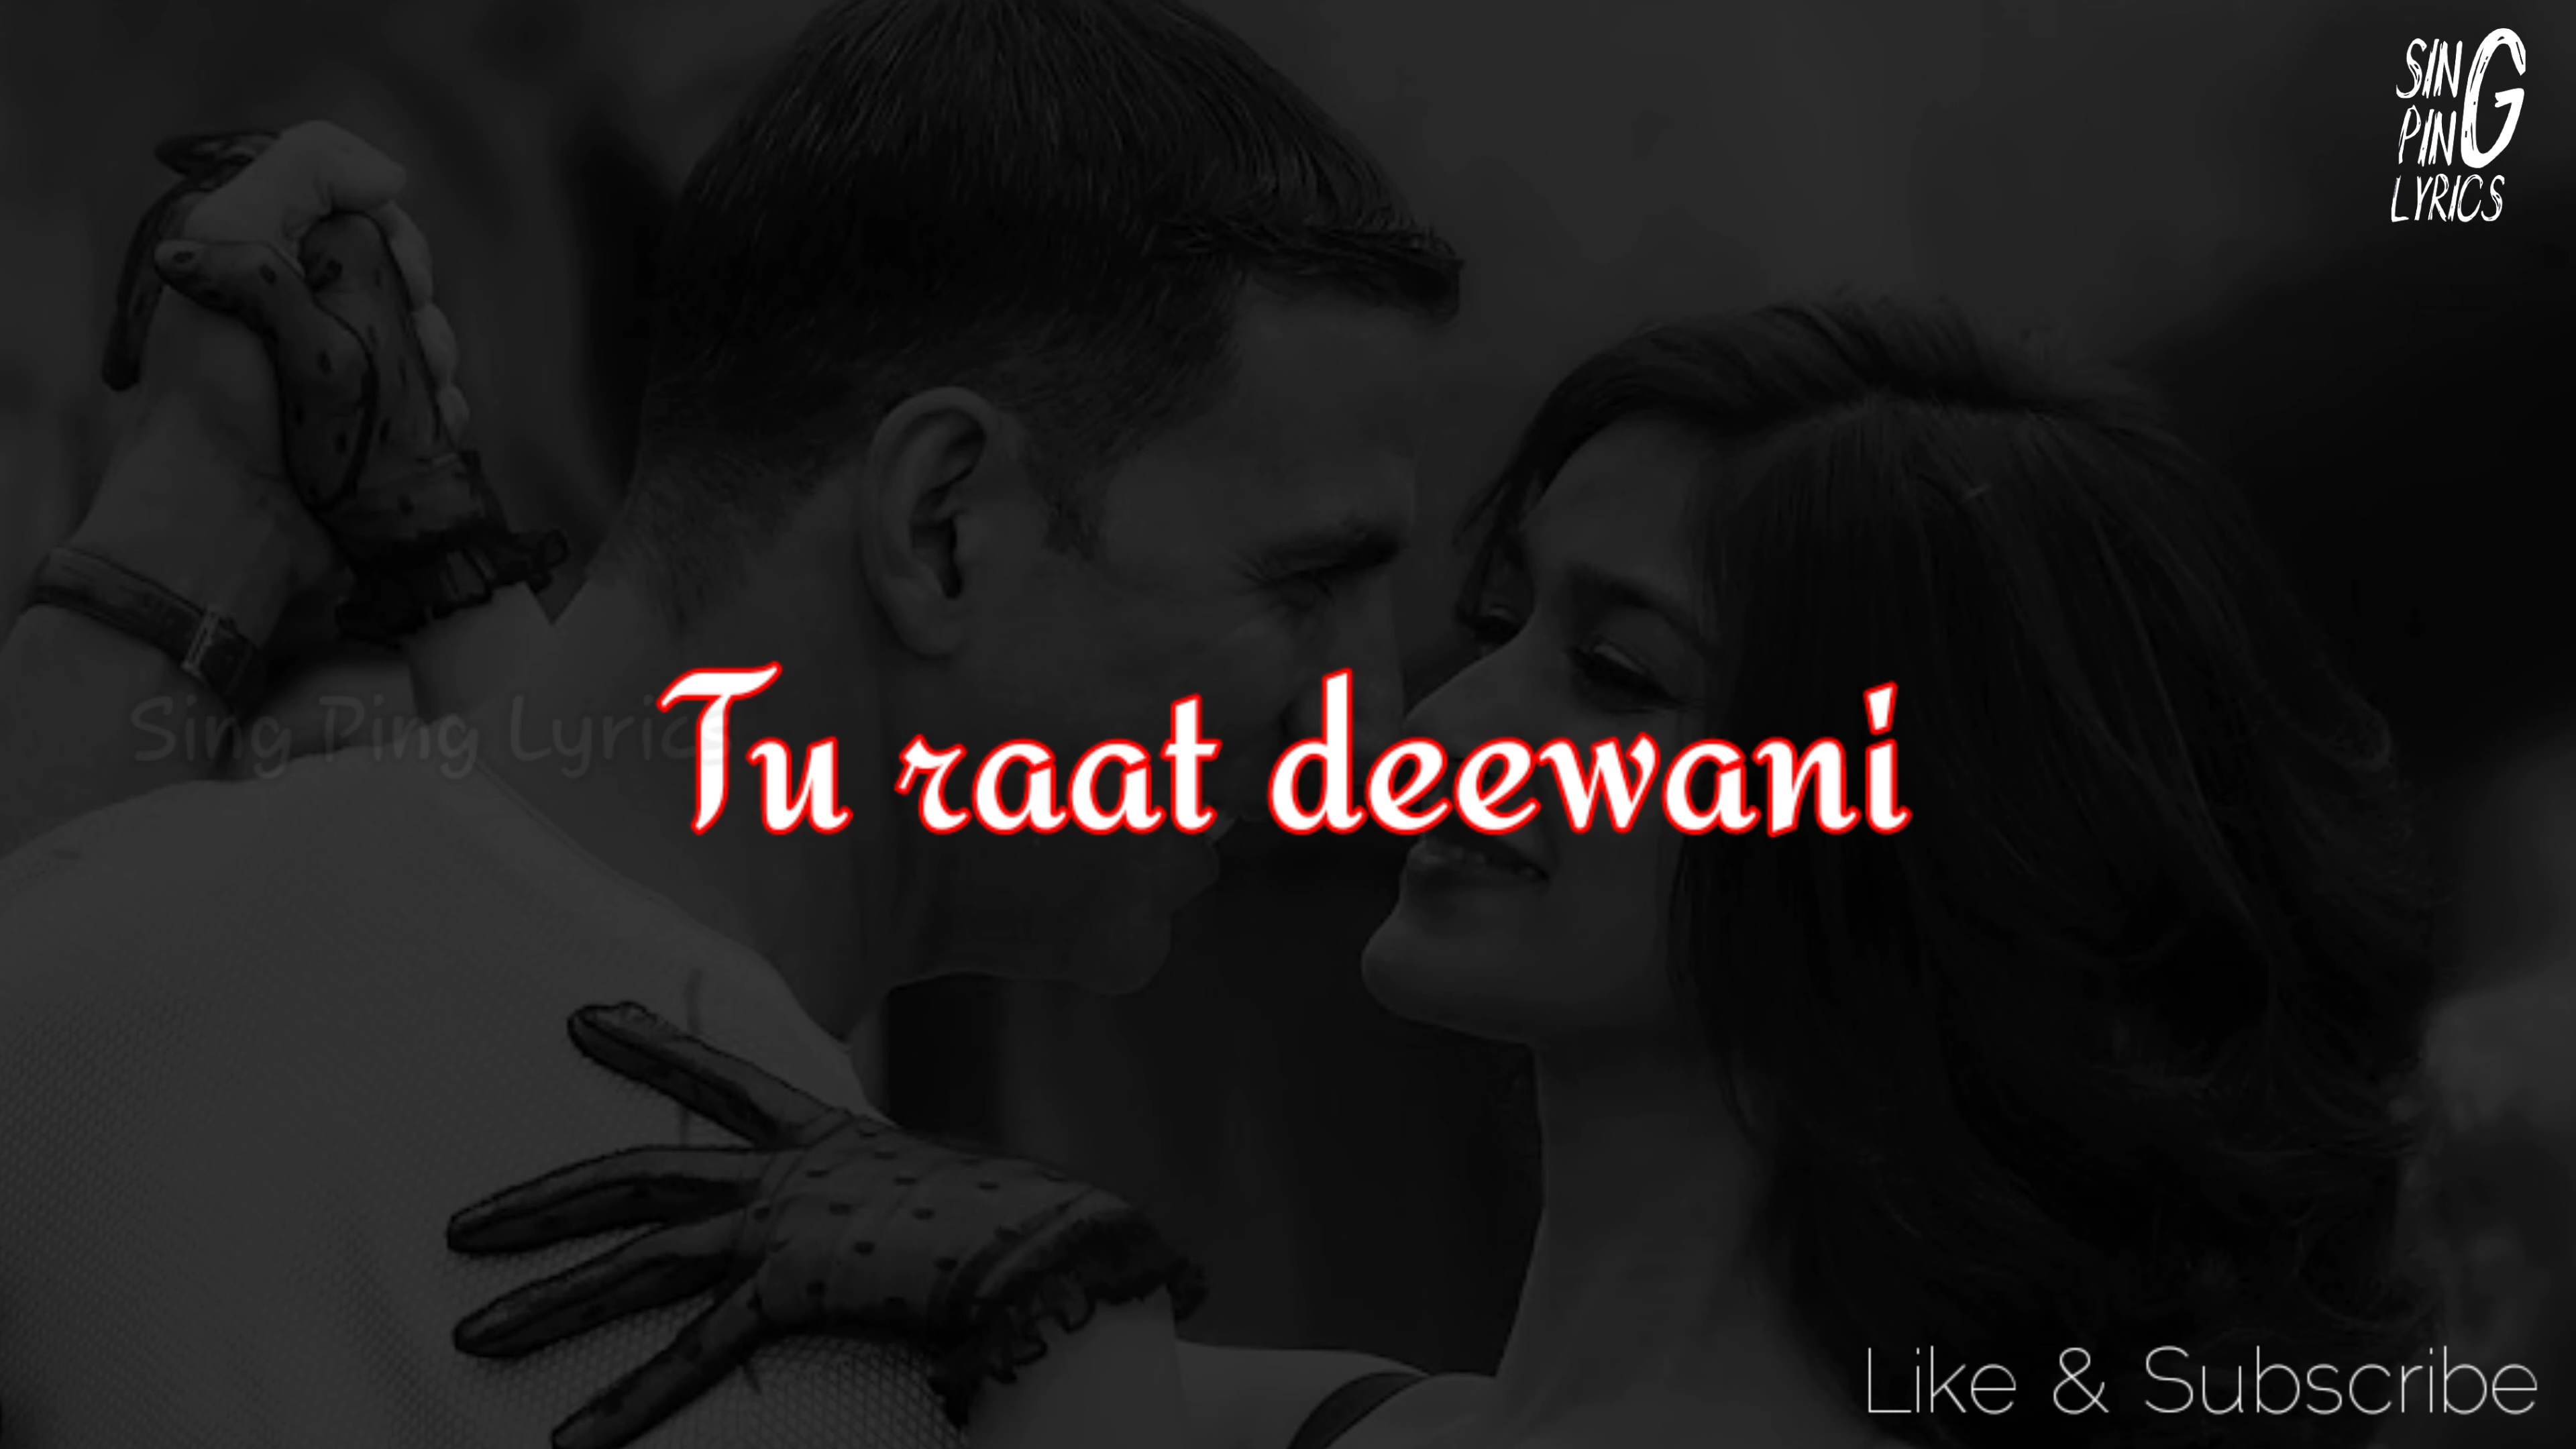 SING
PING
LYRICS
Sing Ping Lyrics
Tu raat deewani
Like & Subscribe